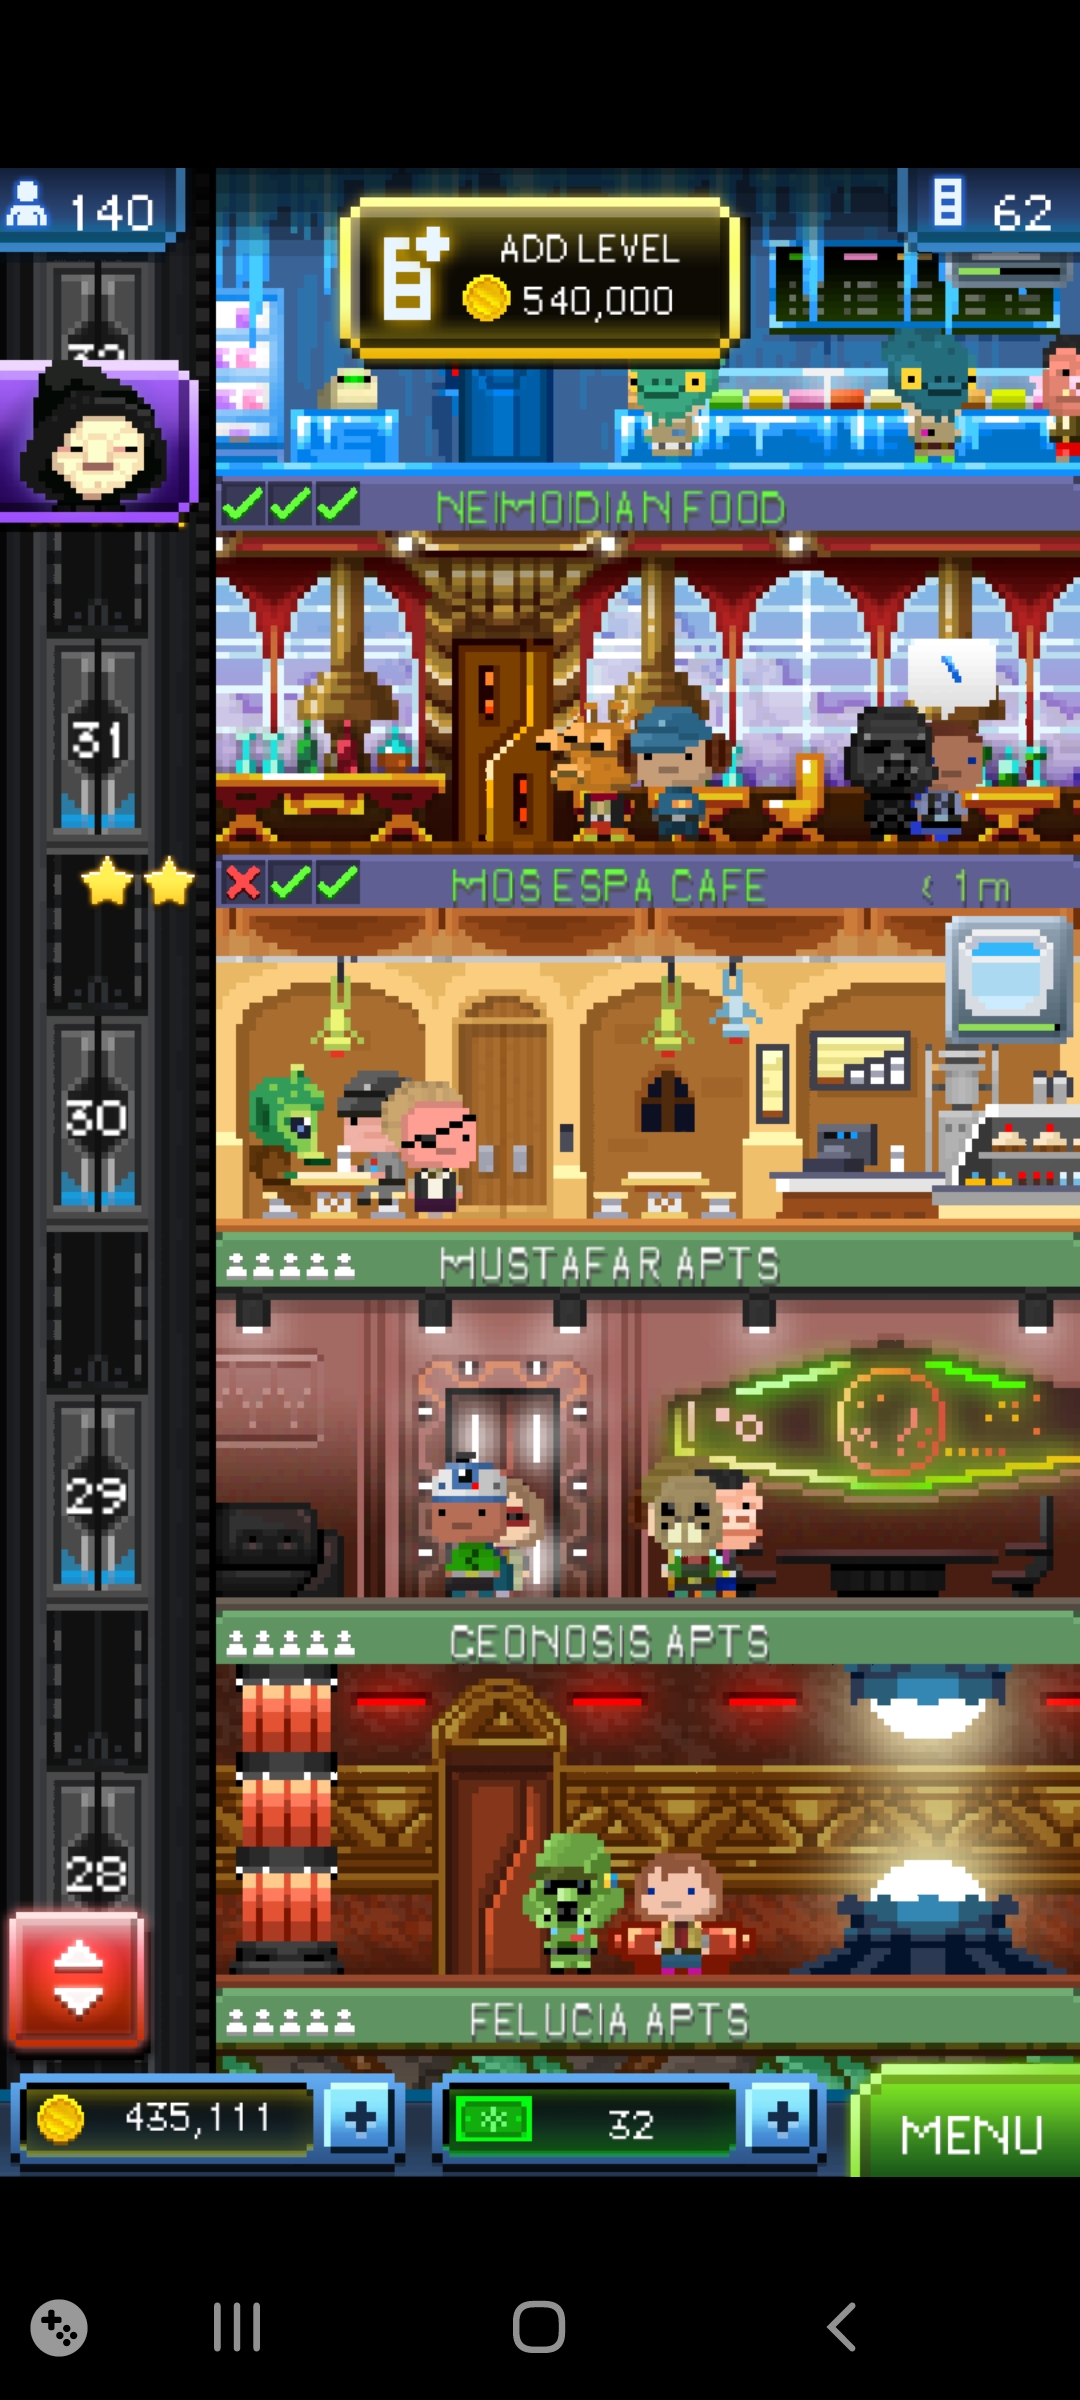 140
62
ADD LEVEL
540,000
NEIMOIDIAN FOOD
31
MOS ESPA CAFE
< 1m
30
MUSTAFAR APTS
29
GEONOSIS APTS
28
FELUCIA APTS
435,111
32
MENU